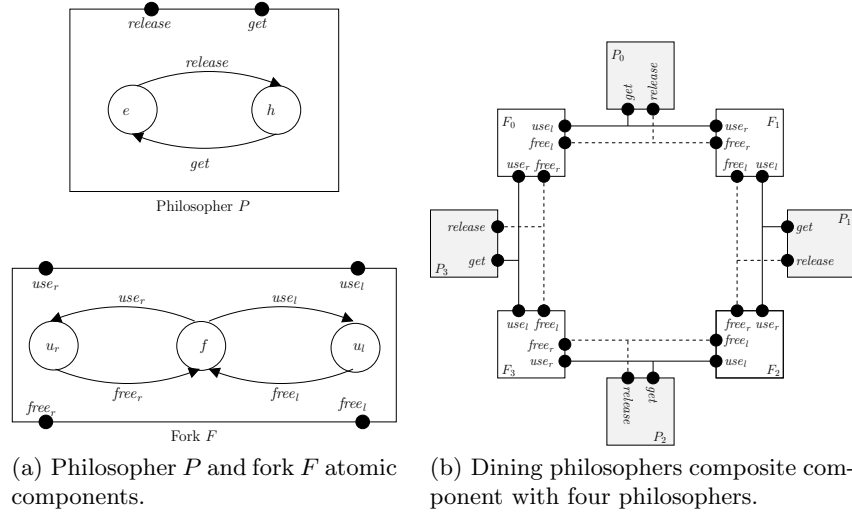 release get
release
e h
get
Philosopher P
use_r use_l
use_r use_l
u_r f u_l
free_r free_l
free_r free_l
Fork F
(a) Philosopher P and fork F atomic
components.
P_0
get release
F_0 use_l use_r F_1
free_l free_r
use_r free_r free_l use_l
release get P_1
get release
P_3
use_l free_l free_r use_r
free_r free_l
F_3 use_r use_l F_2
release get
P_2
(b) Dining philosophers composite com-
ponent with four philosophers.